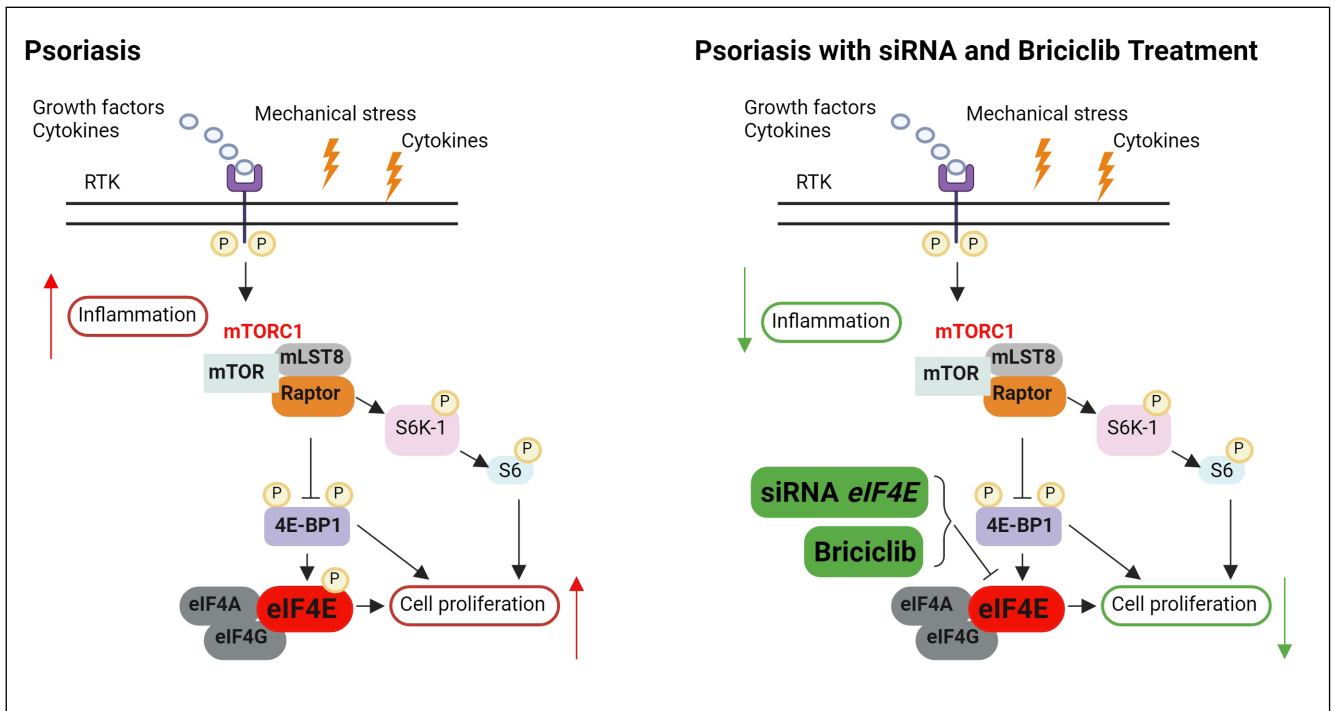 Psoriasis
Growth factors
Cytokines
Mechanical stress
Cytokines
RTK
P
P
Inflammation
mTORC1
mLST8
mTOR
Raptor
P
S6K-1
P
S6
P
P
4E-BP1
P
eIF4A
eIF4E
eIF4G
Cell proliferation
Psoriasis with siRNA and Briciclib Treatment
Growth factors
Cytokines
Mechanical stress
Cytokines
RTK
P
P
Inflammation
mTORC1
mLST8
mTOR
Raptor
P
S6K-1
P
S6
siRNA eIF4E
Briciclib
P
P
4E-BP1
eIF4A
eIF4E
eIF4G
Cell proliferation